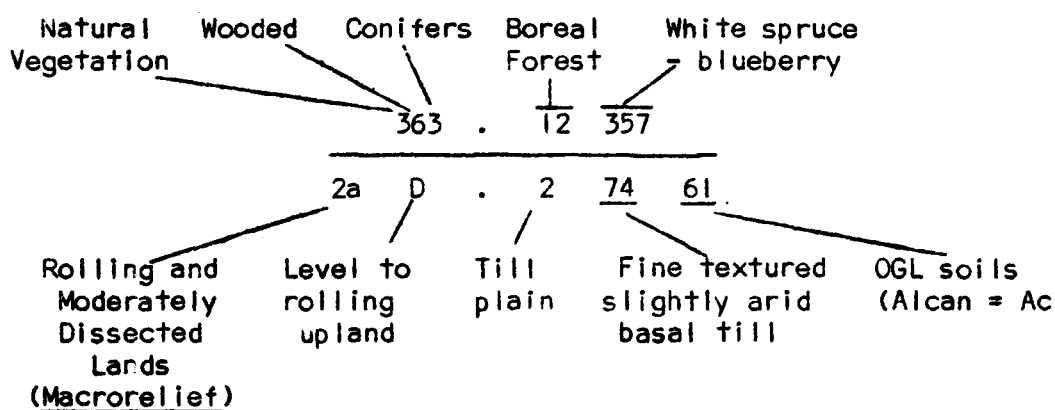 Natural Wooded Conifers Boreal White spruce
Vegetation Forest - blueberry
363 . 12 357
2a D . 2 74 61
Rolling and Level to Till Fine textured OGL soils
Moderately rolling plain slightly arid (Alcan = Ac
Dissected upland basal till
Lands
(Macrorelief)